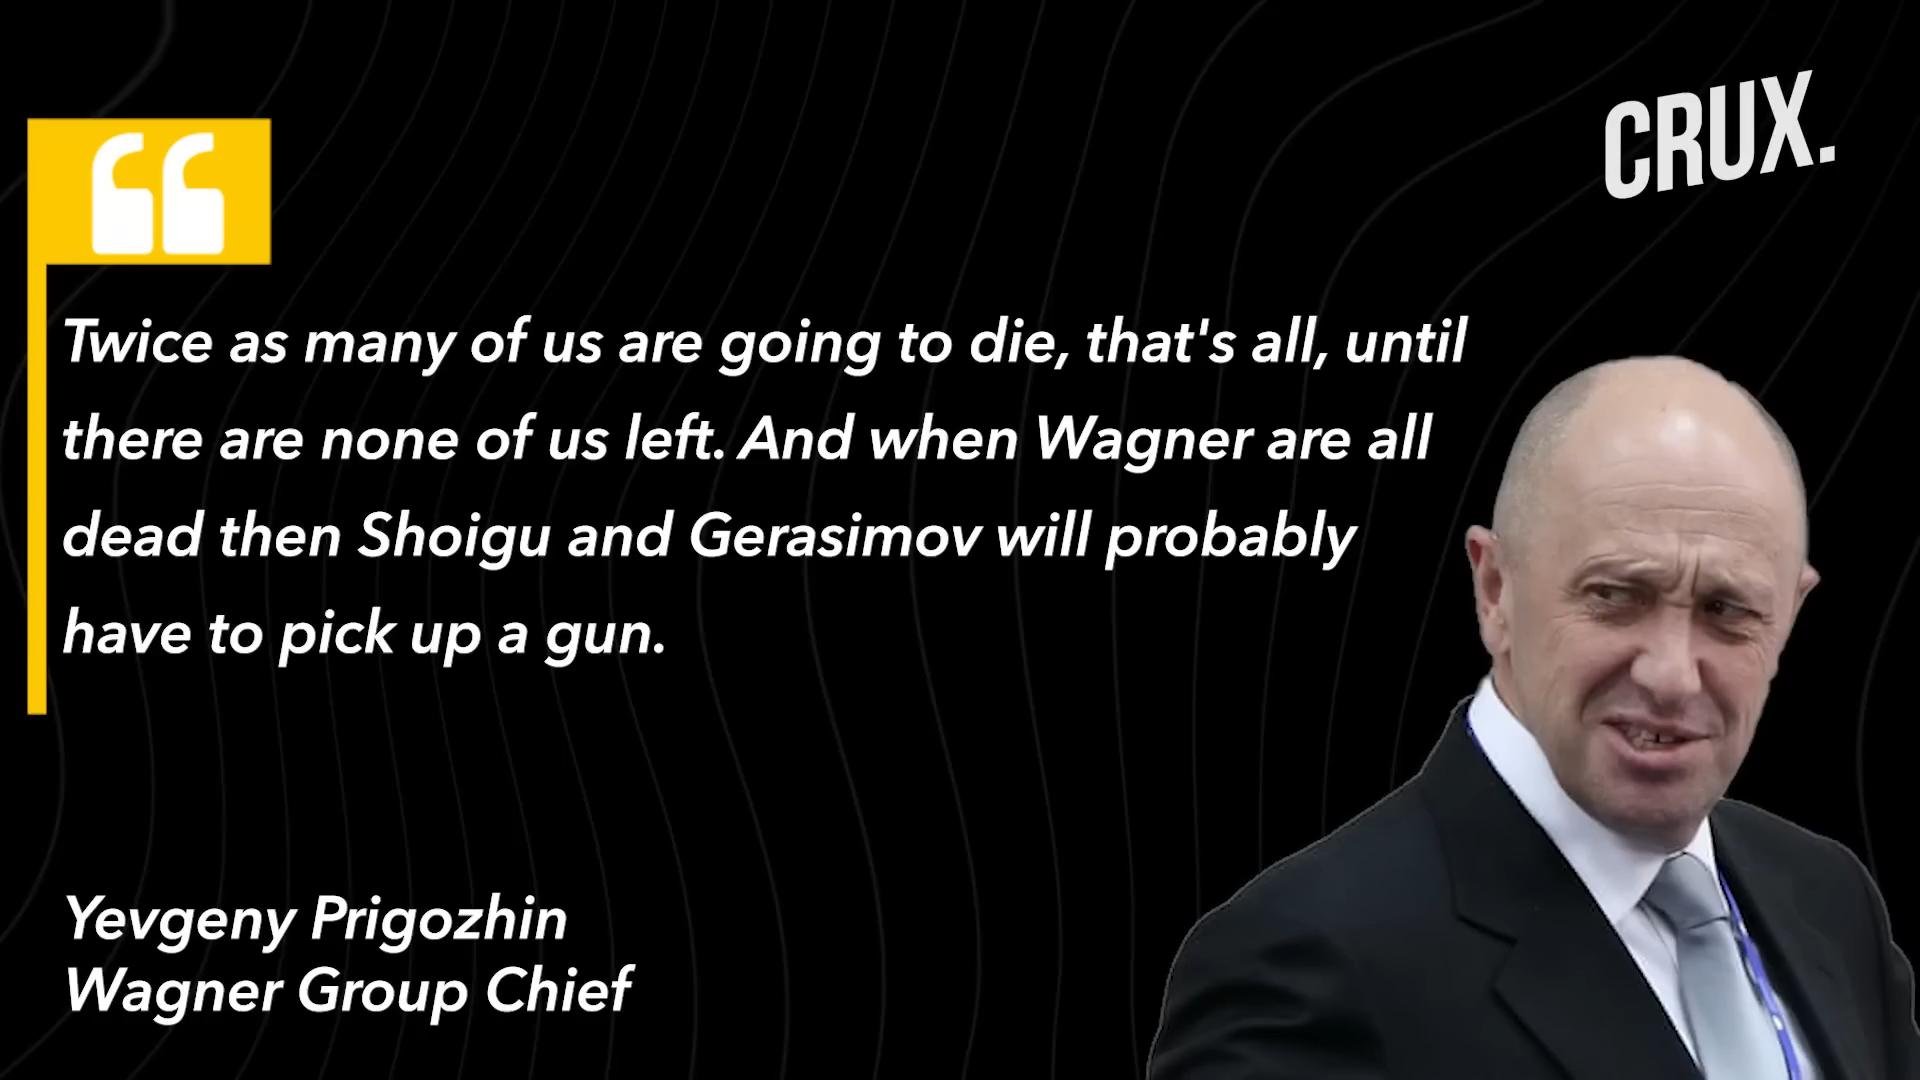 CRUX.
Twice as many of us are going to die, that's all, until
there are none of us left. And when Wagner are all
dead then Shoigu and Gerasimov will probably
have to pick up a gun.
Yevgeny Prigozhin
Wagner Group Chief